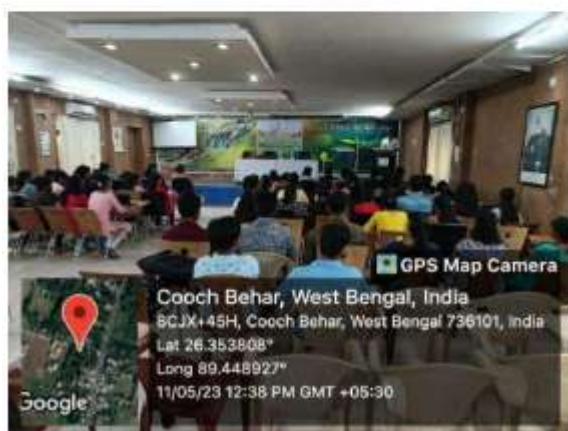 GPS Map Camera
Cooch Behar, West Bengal, India
8CJX+45H, Cooch Behar, West Bengal 736101, India
Lat 26.353808°
Long 89.448927°
11/05/23 12:38 PM GMT +05:30
Google